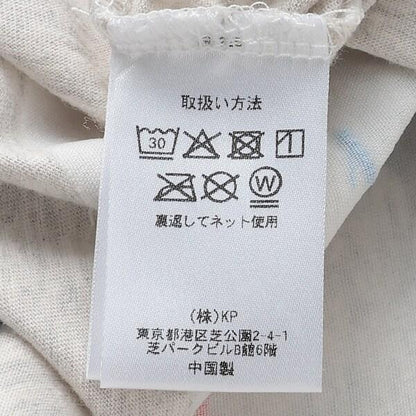 取扱い方法
30
W
裏返してネット使用
(株)KP
東京都港区芝公園2-4-1
芝パークビルB館6階
中国製